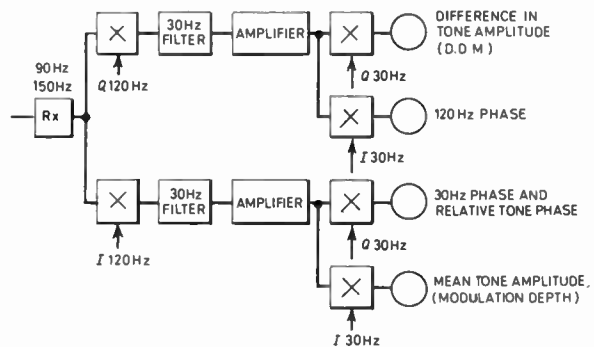 DIFFERENCE IN
TONE AMPLITUDE
(D.D M)
30Hz
FILTER
AMPLIFIER
×
×
Q 120Hz
Q 30Hz
90Hz
150Hz
Rx
×
120Hz PHASE
I 30Hz
×
30Hz
FILTER
AMPLIFIER
×
30Hz PHASE AND
RELATIVE TONE PHASE
I 120Hz
Q 30Hz
×
MEAN TONE AMPLITUDE,
(MODULATION DEPTH)
I 30Hz